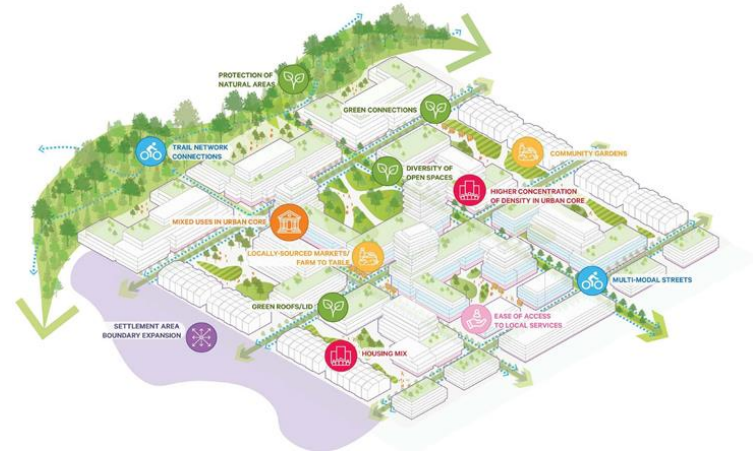 PROTECTION OF
NATURAL AREAS
GREEN CONNECTIONS
TRAIL NETWORK
CONNECTIONS
COMMUNITY GARDENS
DIVERSITY OF
OPEN SPACES
HIGHER CONCENTRATION
OF DENSITY IN URBAN CORE
MIXED USES IN URBAN CORE
LOCALLY-SOURCED MARKETS/
FARM TO TABLE
MULTI-MODAL STREETS
GREEN ROOFS/LID
EASE OF ACCESS
TO LOCAL SERVICES
SETTLEMENT AREA
BOUNDARY EXPANSION
HOUSING MIX